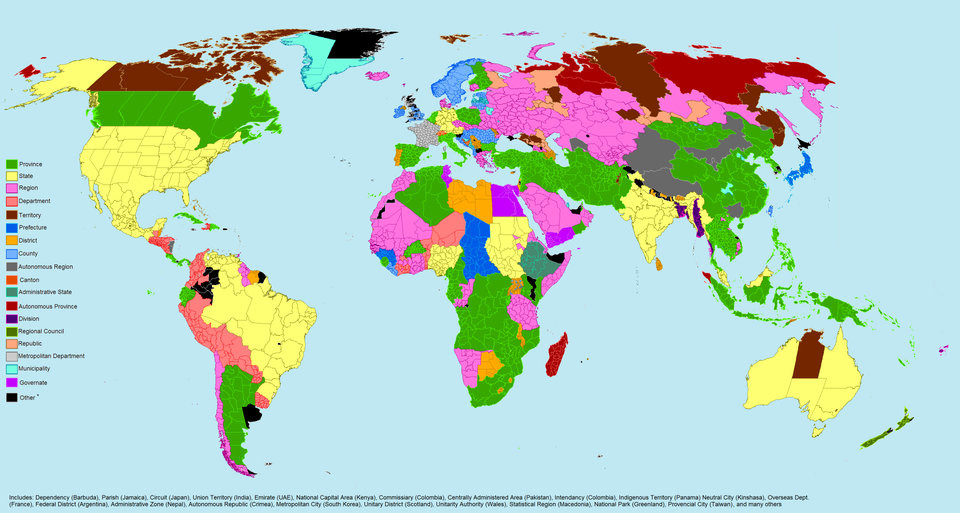 Province
State
Region
Department
Territory
Prefecture
District
County
Autonomous Region
Canton
Administrative State
Autonomous Province
Division
Regional Council
Republic
Metropolitan Department
Municipality
Governate
Other *
Includes: Dependency (Barbuda), Parish (Jamaica), Circuit (Japan), Union Territory (India), Emirate (UAE), National Capital Area (Kenya), Commissiary (Colombia), Centrally Administered Area (Pakistan), Intendancy (Colombia), Indigenous Territory (Panama) Neutral City (Kinshasa), Overseas Dept.
(France), Federal District (Argentina), Administrative Zone (Nepal), Autonomous Republic (Crimea), Metropolitan City (South Korea), Unitary District (Scotland), Unitarity Authority (Wales), Statistical Region (Macedonia), National Park (Greenland), Provencial City (Taiwan), and many others